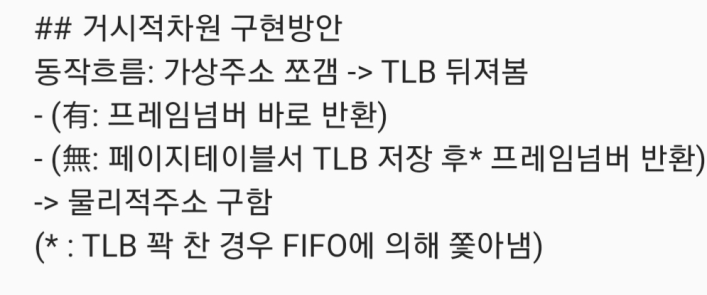 ## 거시적차원 구현방안
동작흐름: 가상주소 쪼갬 -> TLB 뒤져봄
- (有: 프레임넘버 바로 반환)
- (無: 페이지테이블서 TLB 저장 후* 프레임넘버 반환)
-> 물리적주소 구함
(* : TLB 꽉 찬 경우 FIFO에 의해 쫓아냄)